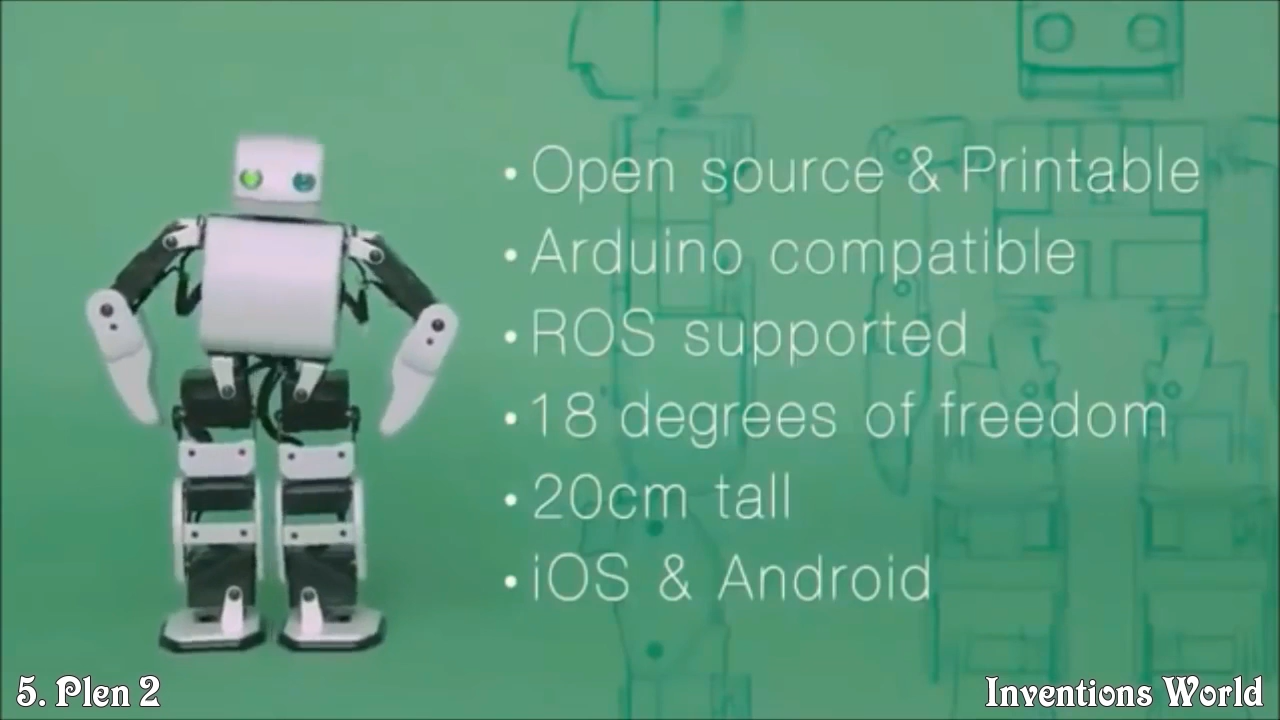 • Open source & Printable
• Arduino compatible
• ROS supported
• 18 degrees of freedom
• 20cm tall
• iOS & Android
5. Plen 2
Inventions World